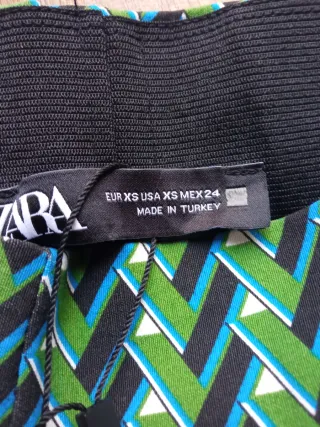 ZARA
EUR XS USA XS MEX 24
MADE IN TURKEY